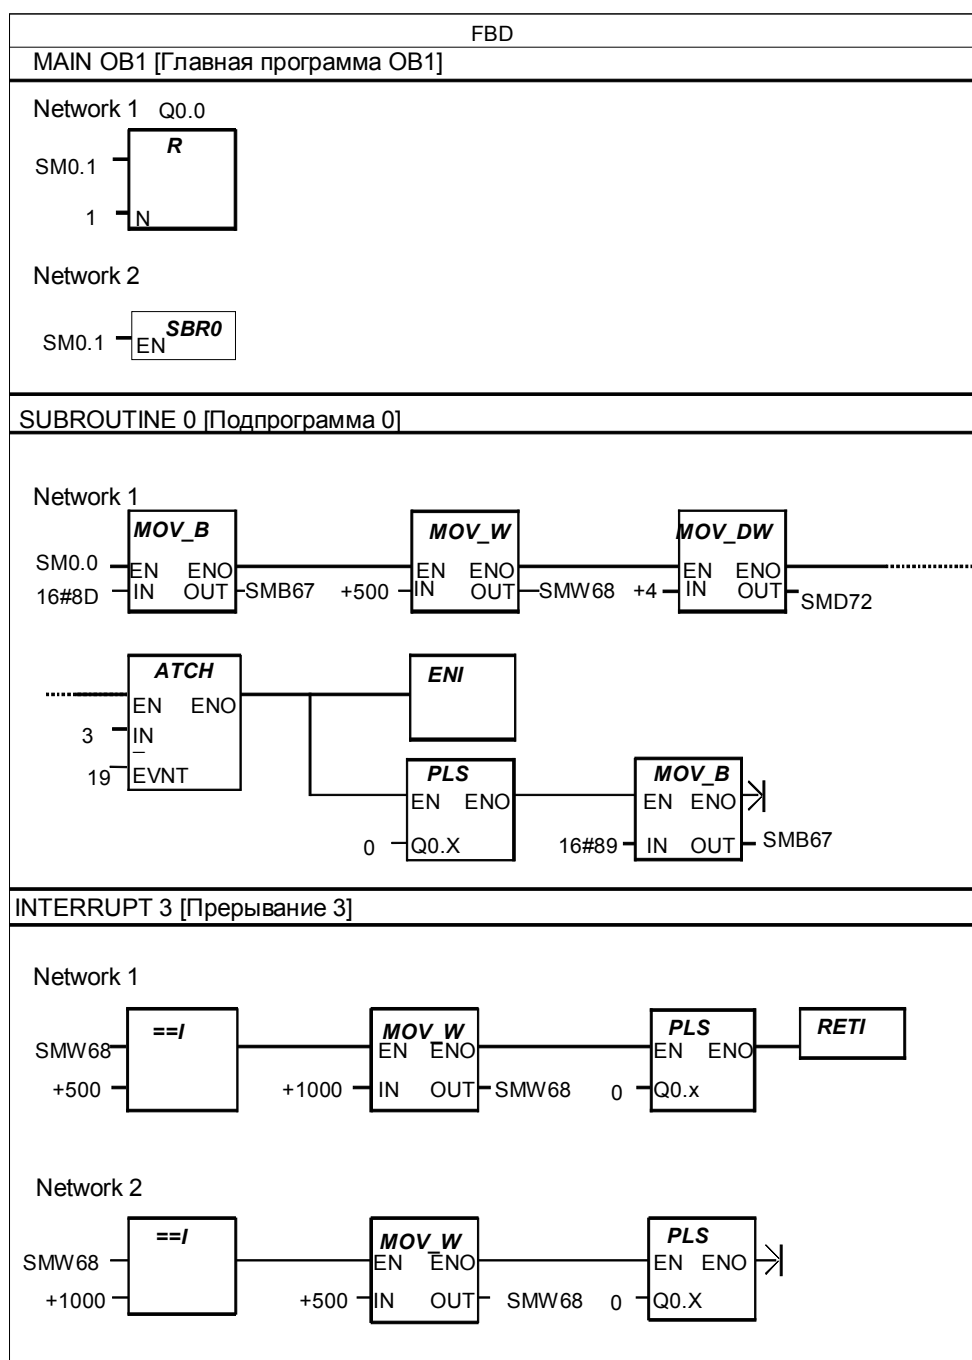 FBD
MAIN OB1 [Главная программа OB1]
Network 1 Q0.0
R
SM0.1
1 N
Network 2
SBR0
SM0.1 EN
SUBROUTINE 0 [Подпрограмма 0]
Network 1
MOV_B MOV_W MOV_DW
SM0.0 EN ENO EN ENO EN ENO
16#8D IN OUT SMB67 +500 IN OUT SMW68 +4 IN OUT SMD72
ATCH ENI
EN ENO
3 IN
19 EVNT
PLS MOV_B
EN ENO EN ENO
0 Q0.X 16#89 IN OUT SMB67
INTERRUPT 3 [Прерывание 3]
Network 1
==I MOV_W PLS RETI
SMW68 EN ENO EN ENO
+500 +1000 IN OUT SMW68 0 Q0.x
Network 2
==I MOV_W PLS
SMW68 EN ENO EN ENO
+1000 +500 IN OUT SMW68 0 Q0.X